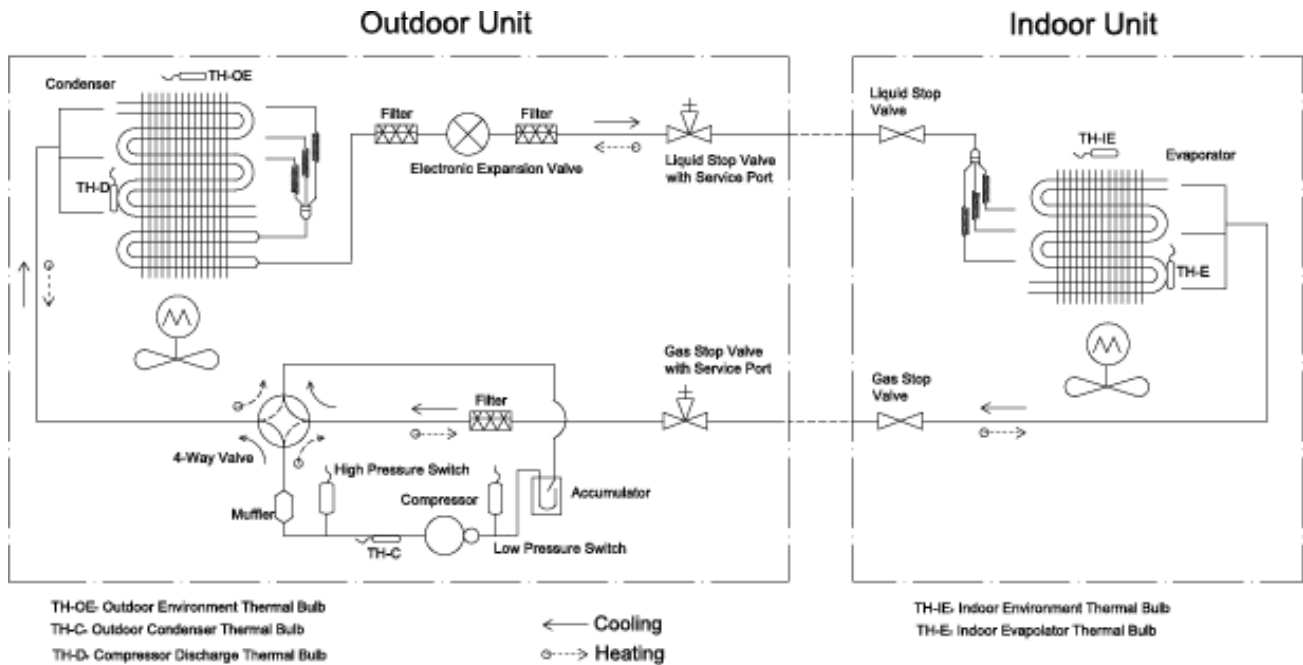 Outdoor Unit
Indoor Unit
Condenser
TH-OE
Filter
Filter
Electronic Expansion Valve
Liquid Stop Valve
with Service Port
TH-D
Liquid Stop
Valve
TH-IE
Evaporator
TH-E
Gas Stop Valve
with Service Port
Gas Stop
Valve
Filter
4-Way Valve
High Pressure Switch
Muffler
Compressor
Accumulator
TH-C
Low Pressure Switch
TH-OE: Outdoor Environment Thermal Bulb
TH-C: Outdoor Condenser Thermal Bulb
TH-D: Compressor Discharge Thermal Bulb
Cooling
Heating
TH-IE: Indoor Environment Thermal Bulb
TH-E: Indoor Evapolator Thermal Bulb